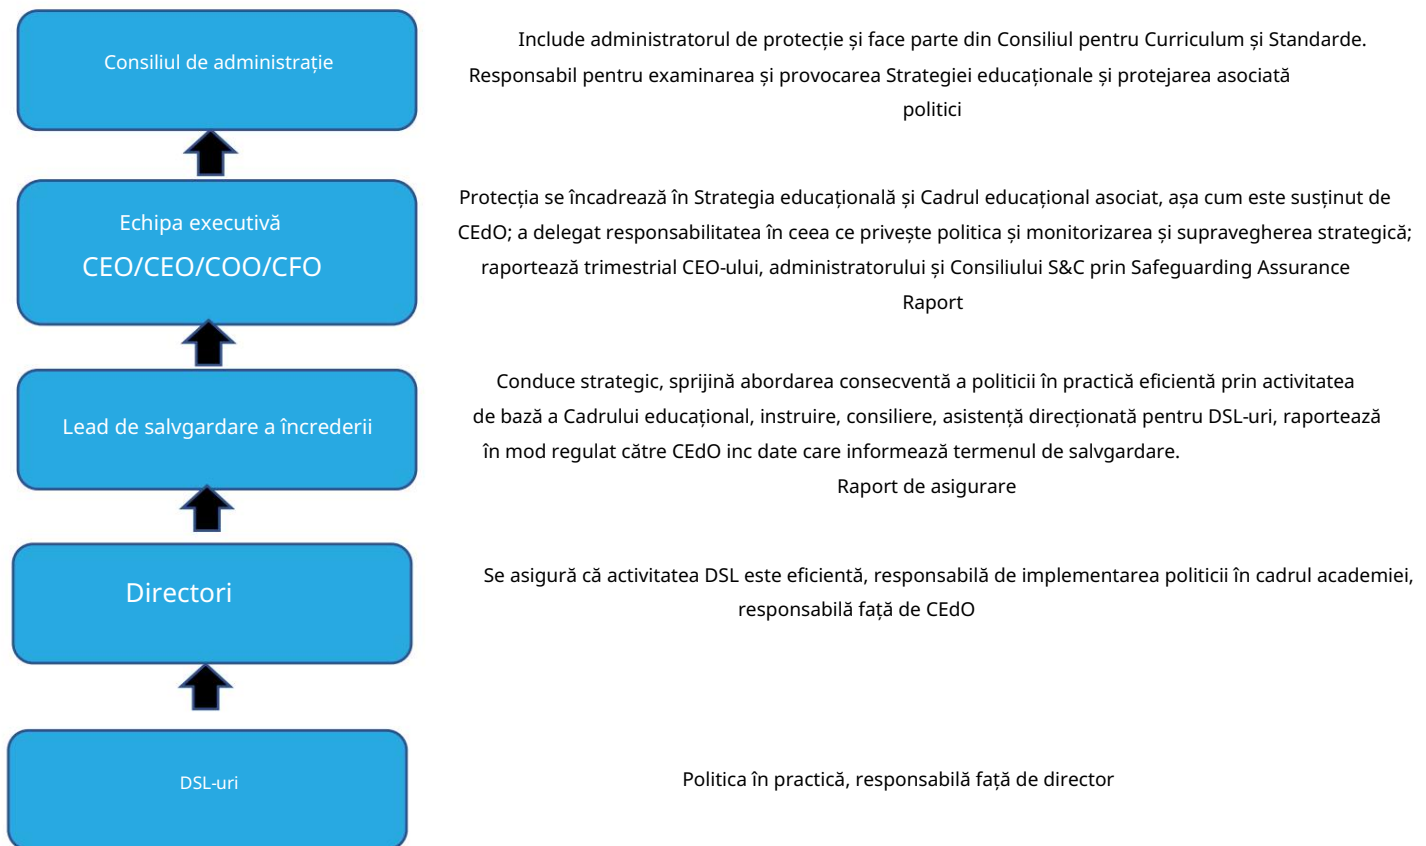 Consiliul de administrație
Include administratorul de protecție și face parte din Consiliul pentru Curriculum și Standarde.
Responsabil pentru examinarea și provocarea Strategiei educaționale și protejarea asociată
politici
Echipa executivă
CEO/CEO/COO/CFO
Protecția se încadrează în Strategia educațională și Cadrul educațional asociat, așa cum este susținut de
CEdO; a delegat responsabilitatea în ceea ce privește politica și monitorizarea și supravegherea strategică;
raportează trimestrial CEO-ului, administratorului și Consiliului S&C prin Safeguarding Assurance
Raport
Lead de salvgardare a încrederii
Conduce strategic, sprijină abordarea consecventă a politicii în practică eficientă prin activitatea
de bază a Cadrului educațional, instruire, consiliere, asistență direcționată pentru DSL-uri, raportează
în mod regulat către CEdO inc date care informează termenul de salvgardare.
Raport de asigurare
Directori
Se asigură că activitatea DSL este eficientă, responsabilă de implementarea politicii în cadrul academiei,
responsabilă față de CEdO
DSL-uri
Politica în practică, responsabilă față de director